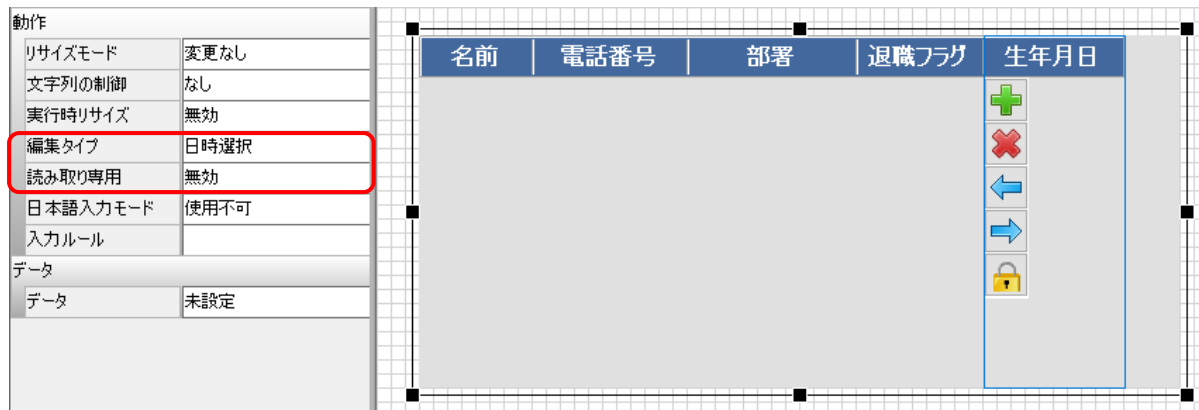 動作
リサイズモード 変更なし
文字列の制御 なし
実行時リサイズ 無効
編集タイプ 日時選択
読み取り専用 無効
日本語入力モード 使用不可
入力ルール
データ
データ 未設定
名前 電話番号 部署 退職フラグ 生年月日